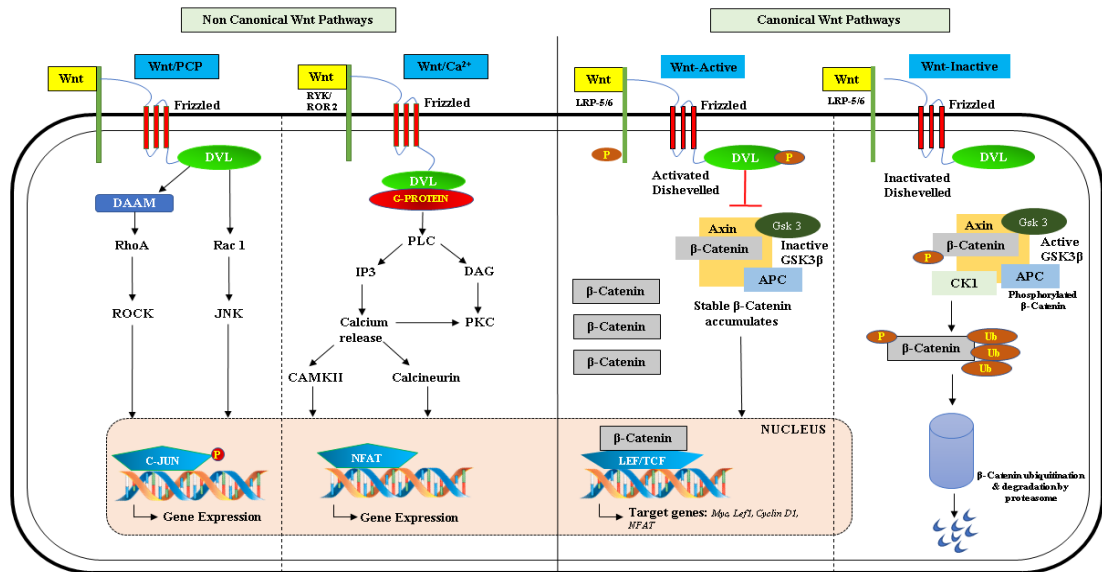 Non Canonical Wnt Pathways
Canonical Wnt Pathways
Wnt/PCP
Wnt
Frizzled
DVL
DAAM
RhoA
Rac 1
ROCK
JNK
Wnt/Ca²⁺
Wnt
RYK/
ROR2
Frizzled
DVL
G-PROTEIN
PLC
IP3
DAG
Calcium
release
PKC
CAMKII
Calcineurin
Wnt-Active
Wnt
LRP-5/6
Frizzled
P
DVL
P
Activated
Dishevelled
Axin
Gsk 3
β-Catenin
Inactive
GSK3β
APC
β-Catenin
β-Catenin
β-Catenin
Stable β-Catenin
accumulates
Wnt-Inactive
Wnt
LRP-5/6
Frizzled
DVL
Inactivated
Dishevelled
Axin
Gsk 3
β-Catenin
P
Active
GSK3β
CK1
APC
Phosphorylated
β-Catenin
P
β-Catenin
Ub
Ub
Ub
β-Catenin ubiquitination
& degradation by
proteasome
NUCLEUS
C-JUN
P
Gene Expression
NFAT
Gene Expression
β-Catenin
LEF/TCF
Target genes: Myc, Lef1, Cyclin D1,
NFAT